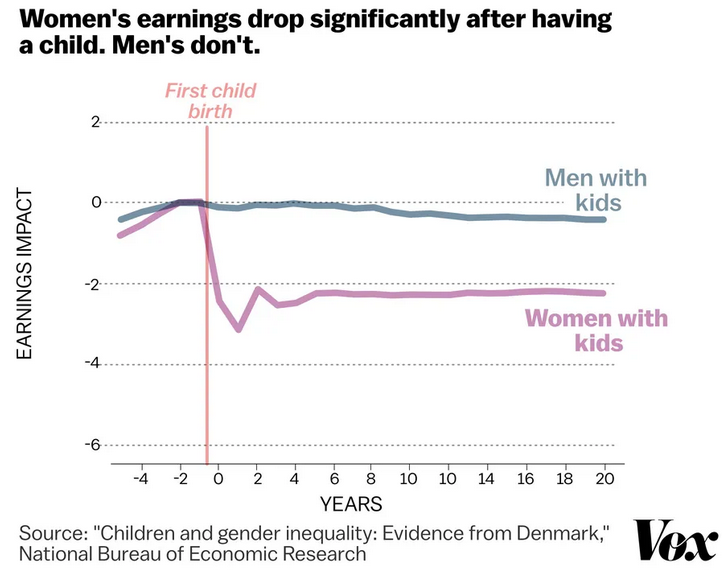 Women's earnings drop significantly after having
a child. Men's don't.
First child
birth
2
0
-2
-4
-6
EARNINGS IMPACT
Men with
kids
Women with
kids
-4 -2 0 2 4 6 8 10 10 14 16 18 20
YEARS
Source: "Children and gender inequality: Evidence from Denmark,"
National Bureau of Economic Research
Vox